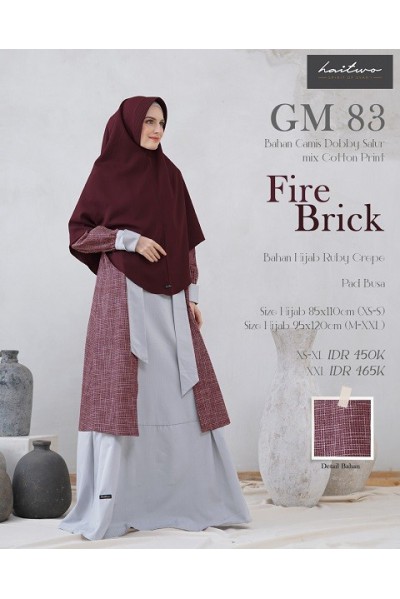 haitwo
GM 83
Bahan Gamis Dobby Salur
mix Cotton Print
Fire
Brick
Bahan Hijab Ruby Crepe
Pad Busa
Size Hijab 85x110cm (XS-S)
Size Hijab 95x120cm (M-XXL)
XS-XL IDR 450K
XXL IDR 465K
Detail Bahan